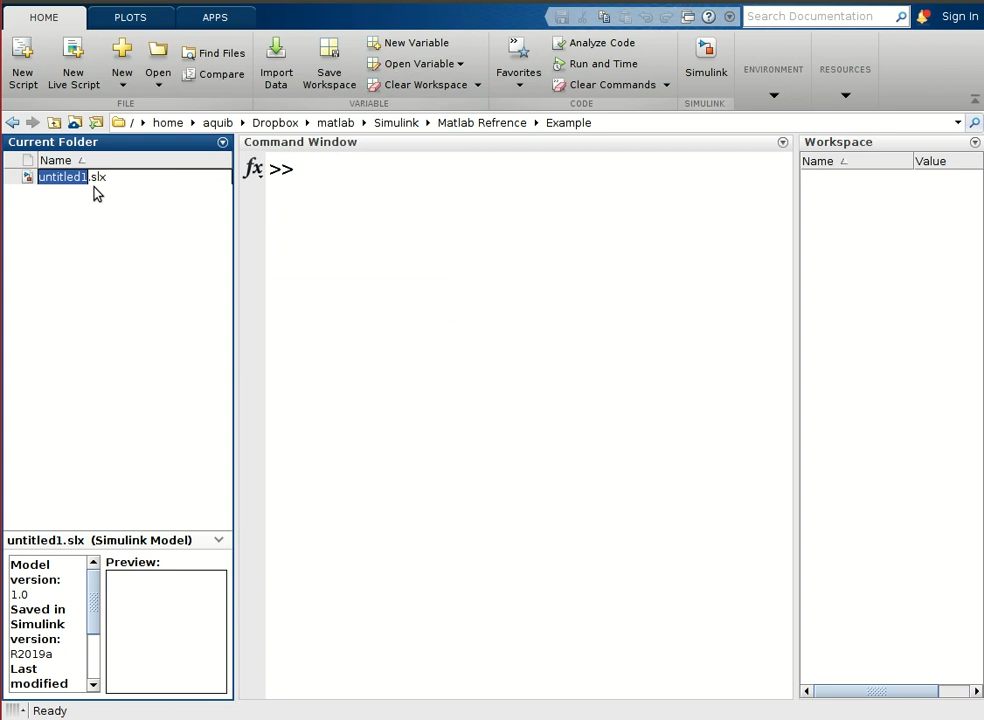 HOME
PLOTS
APPS
Search Documentation
Sign In
New Script
New Live Script
New
Open
Find Files
Compare
Import Data
Save Workspace
New Variable
Open Variable
Clear Workspace
Favorites
Analyze Code
Run and Time
Clear Commands
Simulink
ENVIRONMENT
RESOURCES
FILE
VARIABLE
CODE
SIMULINK
/ home aquib Dropbox matlab Simulink Matlab Refrence Example
Current Folder
Name
untitled1.slx
Command Window
fx >>
Workspace
Name
Value
untitled1.slx (Simulink Model)
Model
version:
1.0
Saved in
Simulink
version:
R2019a
Last
modified
Preview:
Ready